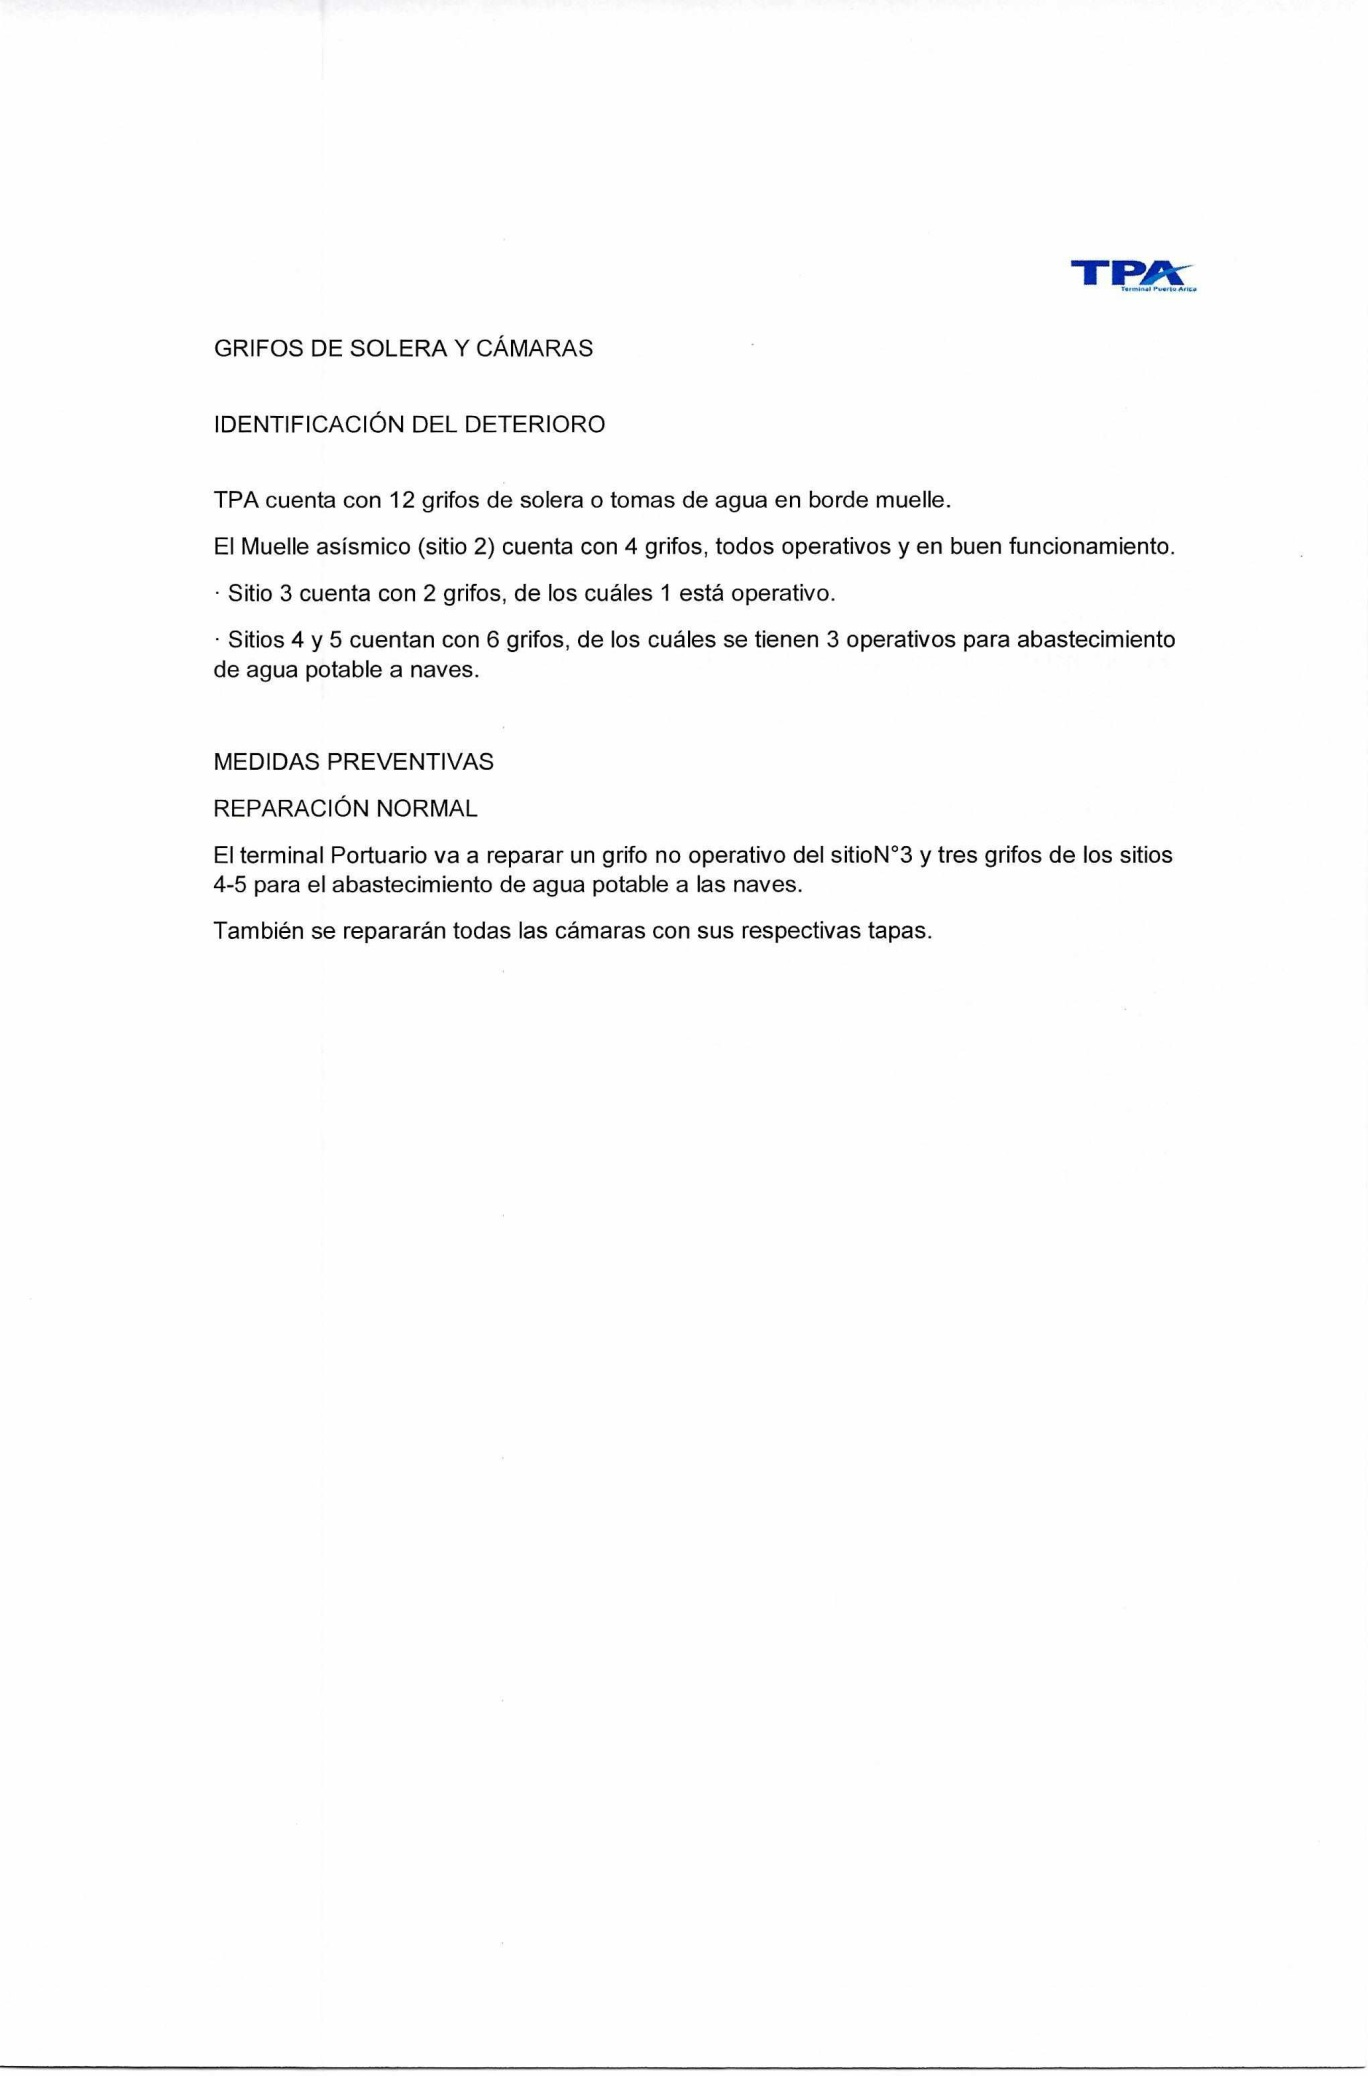 TPA
Terminal Puerto Arica
GRIFOS DE SOLERA Y CÁMARAS
IDENTIFICACIÓN DEL DETERIORO
TPA cuenta con 12 grifos de solera o tomas de agua en borde muelle.
El Muelle asísmico (sitio 2) cuenta con 4 grifos, todos operativos y en buen funcionamiento.
· Sitio 3 cuenta con 2 grifos, de los cuáles 1 está operativo.
· Sitios 4 y 5 cuentan con 6 grifos, de los cuáles se tienen 3 operativos para abastecimiento
de agua potable a naves.
MEDIDAS PREVENTIVAS
REPARACIÓN NORMAL
El terminal Portuario va a reparar un grifo no operativo del sitioN°3 y tres grifos de los sitios
4-5 para el abastecimiento de agua potable a las naves.
También se repararán todas las cámaras con sus respectivas tapas.